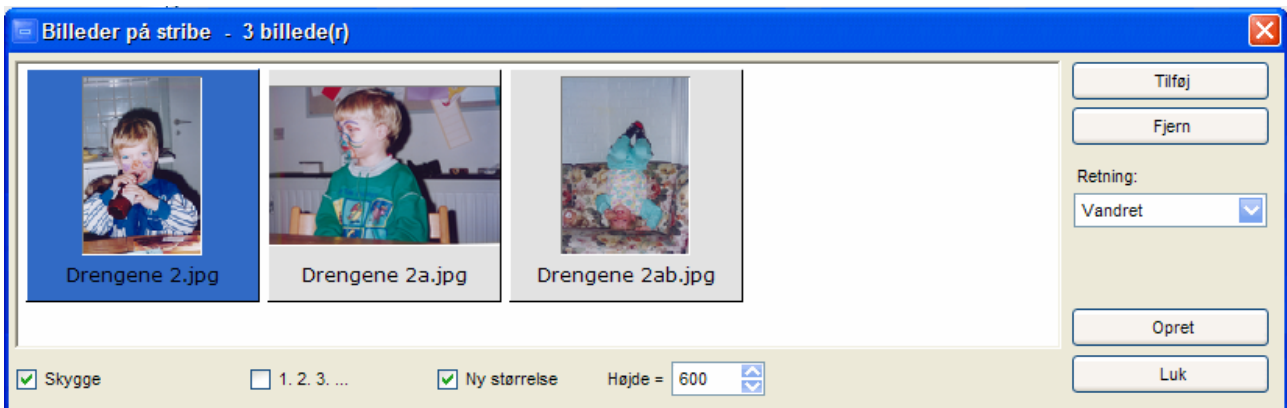 Billeder på stribe - 3 billede(r)
Drengene 2.jpg
Drengene 2a.jpg
Drengene 2ab.jpg
Tilføj
Fjern
Retning:
Vandret
Opret
Luk
Skygge
1. 2. 3. ...
Ny størrelse
Højde = 600